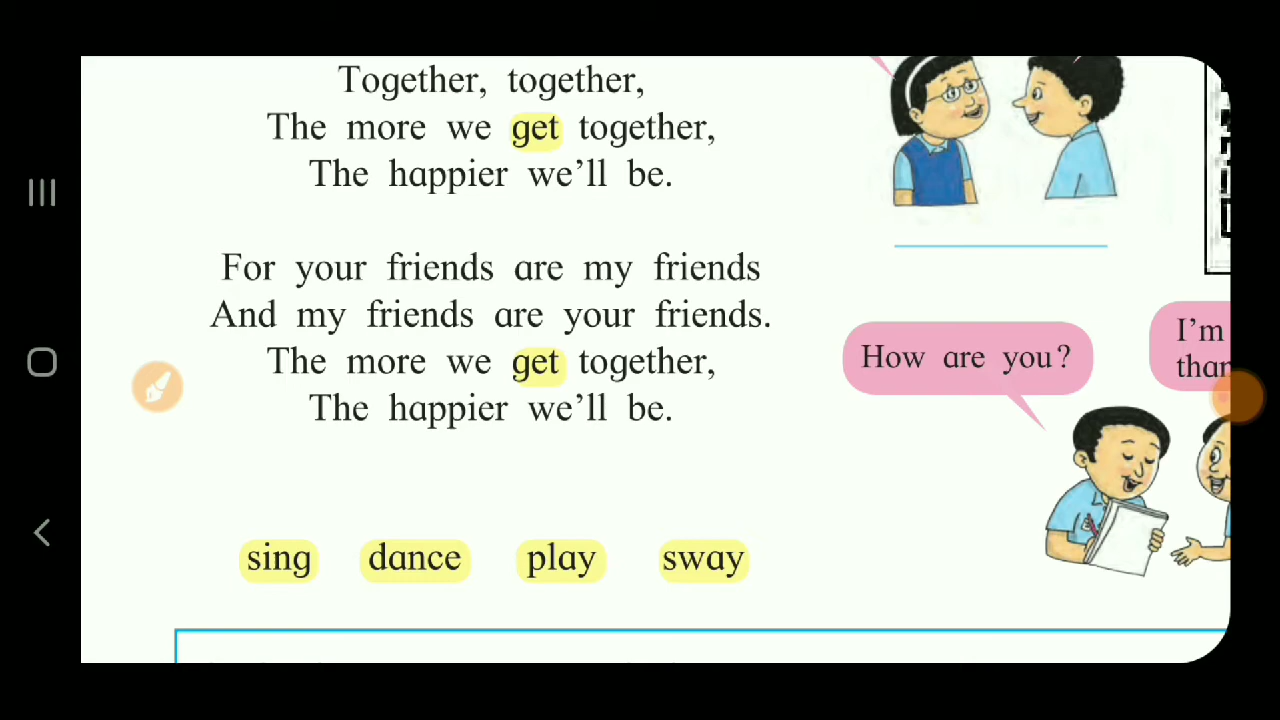 Together, together,
The more we get together,
The happier we'll be.
For your friends are my friends
And my friends are your friends.
The more we get together,
The happier we'll be.
sing dance play sway
How are you?
I'm